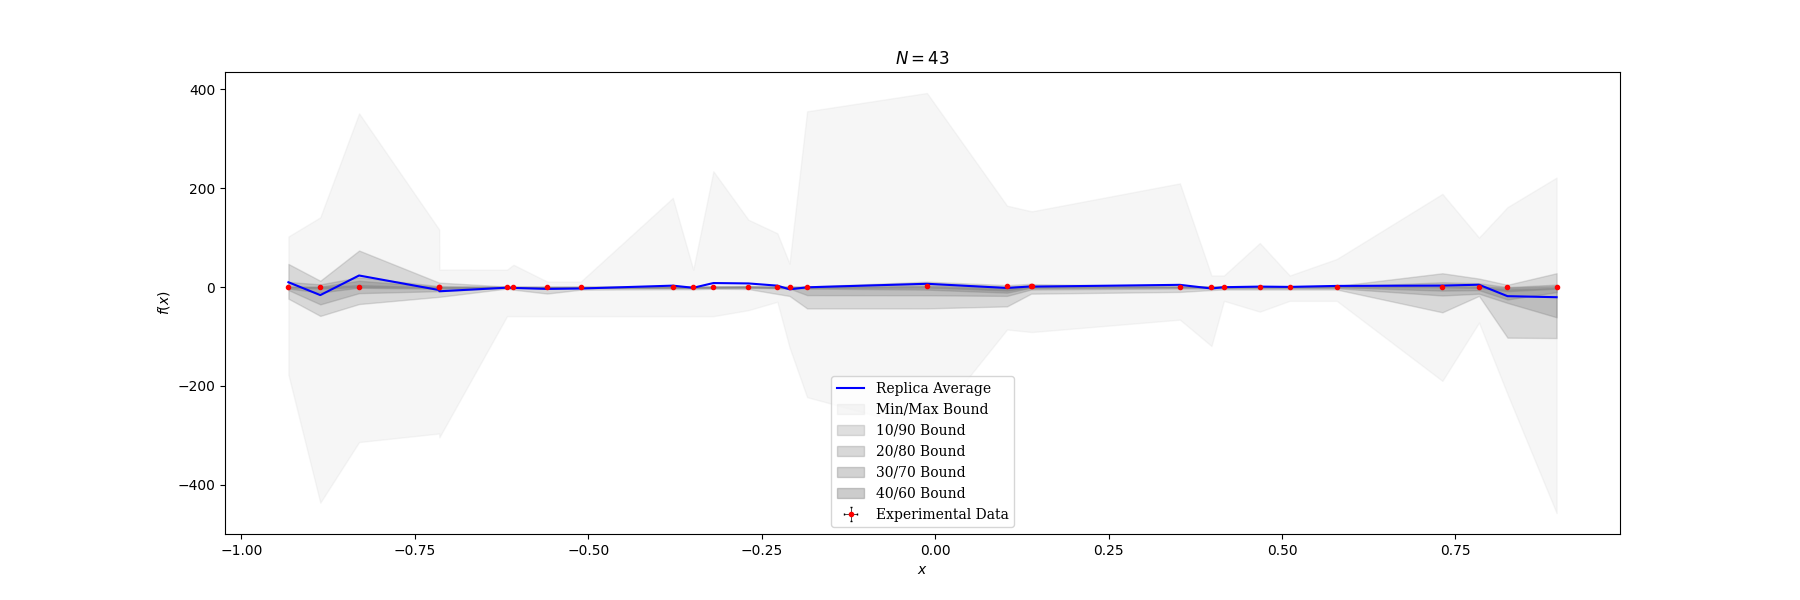 N = 43
400
200
0
−200
−400
f(x)
−1.00
−0.75
−0.50
−0.25
0.00
0.25
0.50
0.75
x
Replica Average
Min/Max Bound
10/90 Bound
20/80 Bound
30/70 Bound
40/60 Bound
Experimental Data